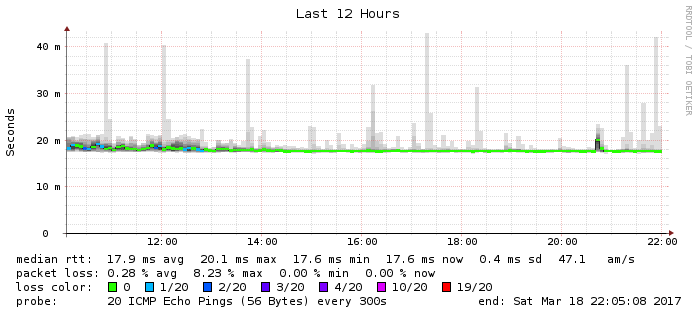 Last 12 Hours
RRDTOOL / TOBI OETIKER
Seconds
40 m
30 m
20 m
10 m
0
12:00 14:00 16:00 18:00 20:00 22:00
median rtt: 17.9 ms avg 20.1 ms max 17.6 ms min 17.6 ms now 0.4 ms sd 47.1 am/s
packet loss: 0.28 % avg 8.23 % max 0.00 % min 0.00 % now
loss color: 0 1/20 2/20 3/20 4/20 10/20 19/20
probe: 20 ICMP Echo Pings (56 Bytes) every 300s end: Sat Mar 18 22:05:08 2017